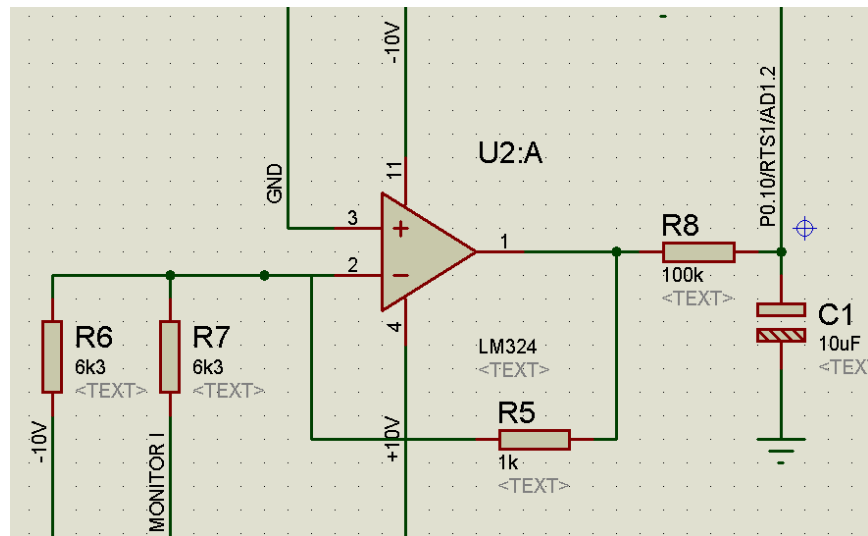 -10V
P0.10/RTS1/AD1.2
U2:A
11
GND
3
+
1
R8
100k
<TEXT>
2
−
4
R6
6k3
<TEXT>
R7
6k3
<TEXT>
C1
10uF
<TEX
LM324
<TEXT>
R5
1k
<TEXT>
-10V
MONITOR I
+10V